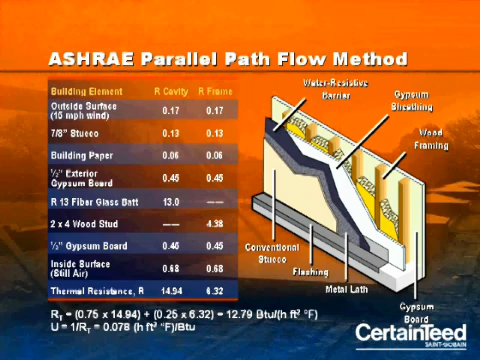 ASHRAE Parallel Path Flow Method
Building Element R Cavity R Frame
Outside Surface (15 mph wind) 0.17 0.17
7/8" Stucco 0.13 0.13
Building Paper 0.06 0.06
½" Exterior Gypsum Board 0.45 0.45
R 13 Fiber Glass Batt 13.0 ——
2 x 4 Wood Stud —— 4.38
½" Gypsum Board 0.45 0.45
Inside Surface (Still Air) 0.68 0.68
Thermal Resistance, R 14.94 6.32
Water-Resistive
Barrier
Gypsum
Sheathing
Wood
Framing
Conventional
Stucco
Flashing
Metal Lath
Gypsum
Board
R_T = (0.75 x 14.94) + (0.25 x 6.32) = 12.79 Btu/(h ft² °F)
U = 1/R_T = 0.078 (h ft² °F)/Btu
CertainTeed
SAINT-GOBAIN